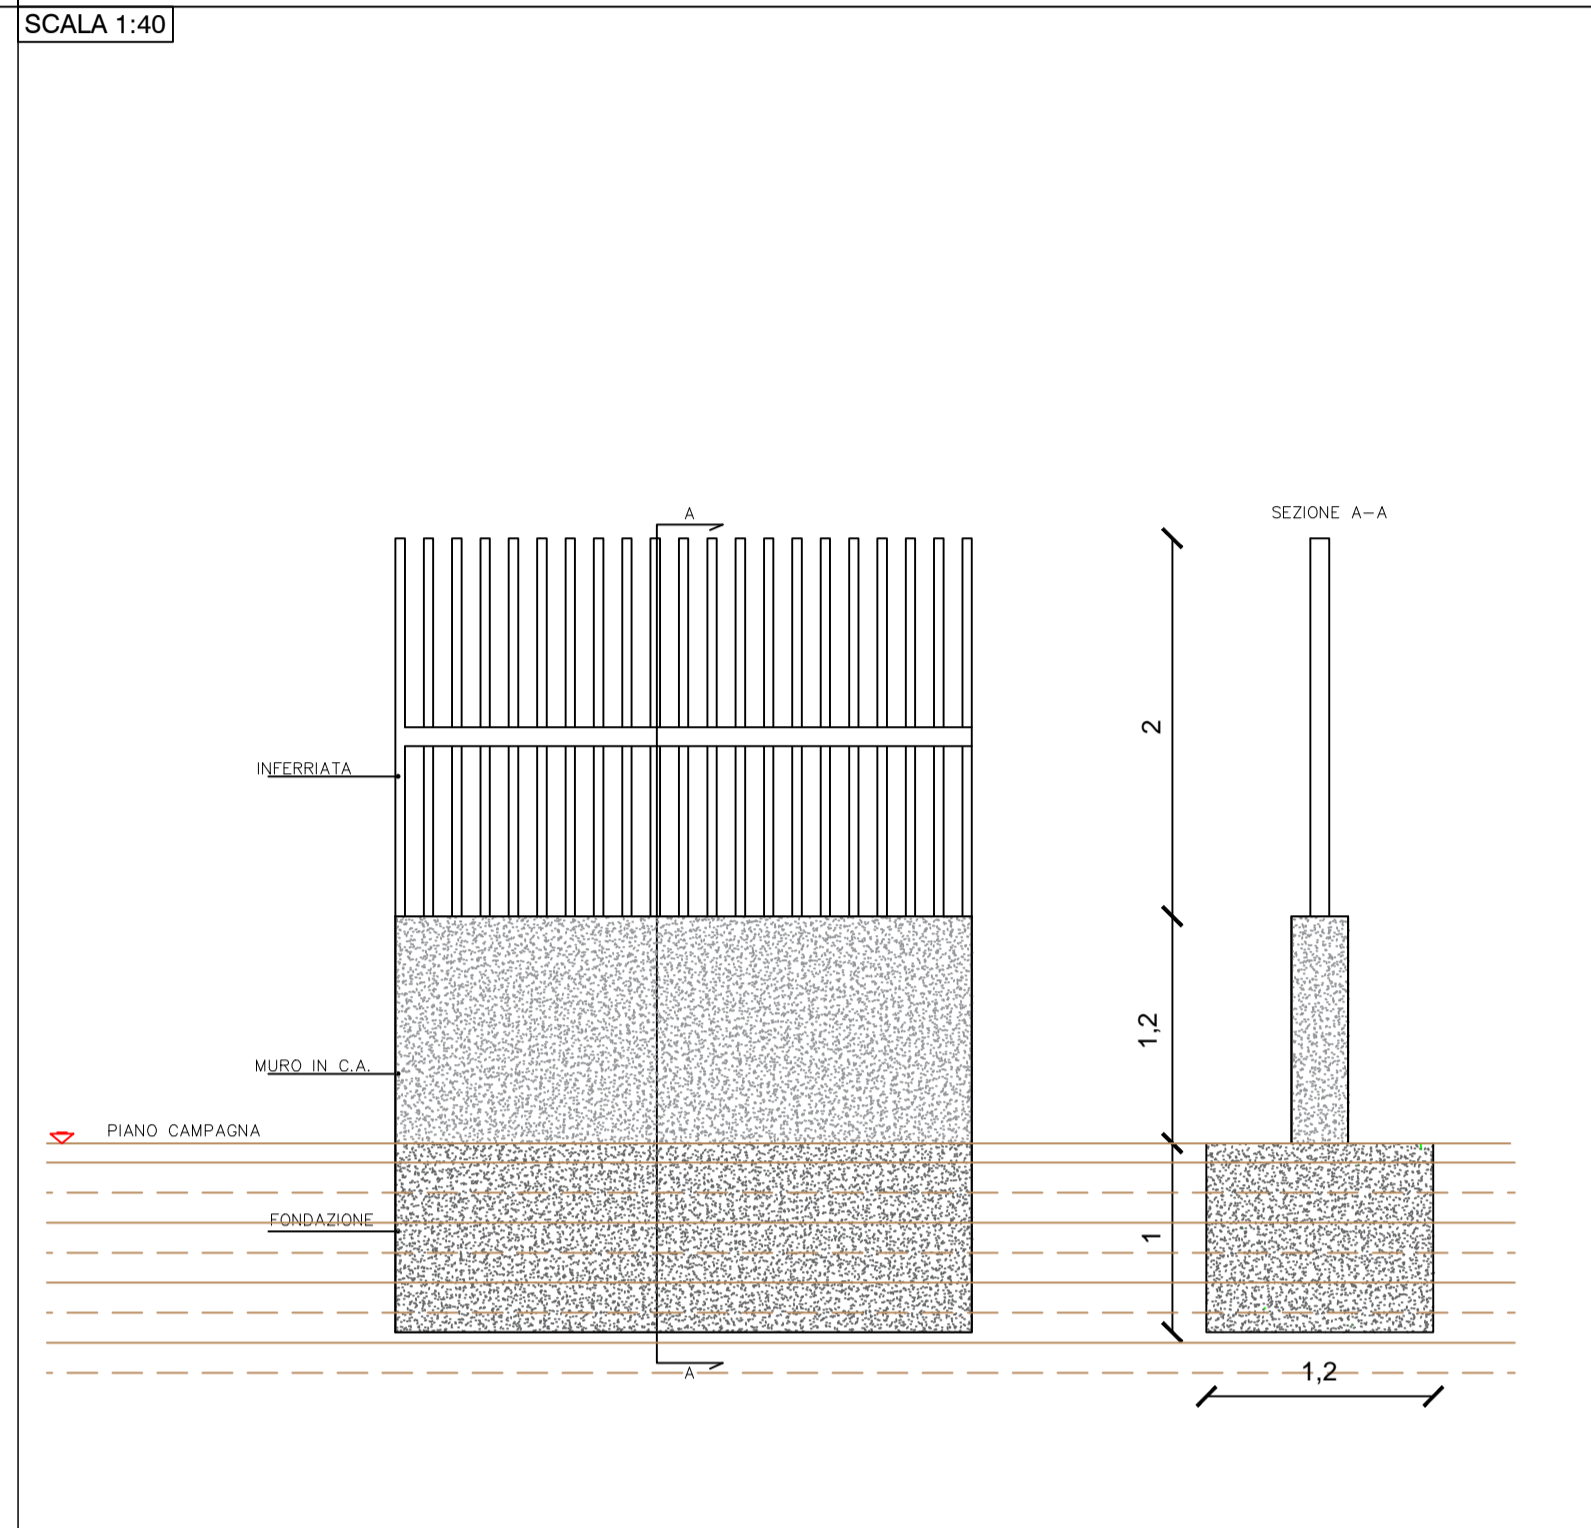 SCALA 1:40
A
SEZIONE A-A
2
INFERRIATA
1,2
MURO IN C.A.
PIANO CAMPAGNA
FONDAZIONE
1
A
1,2